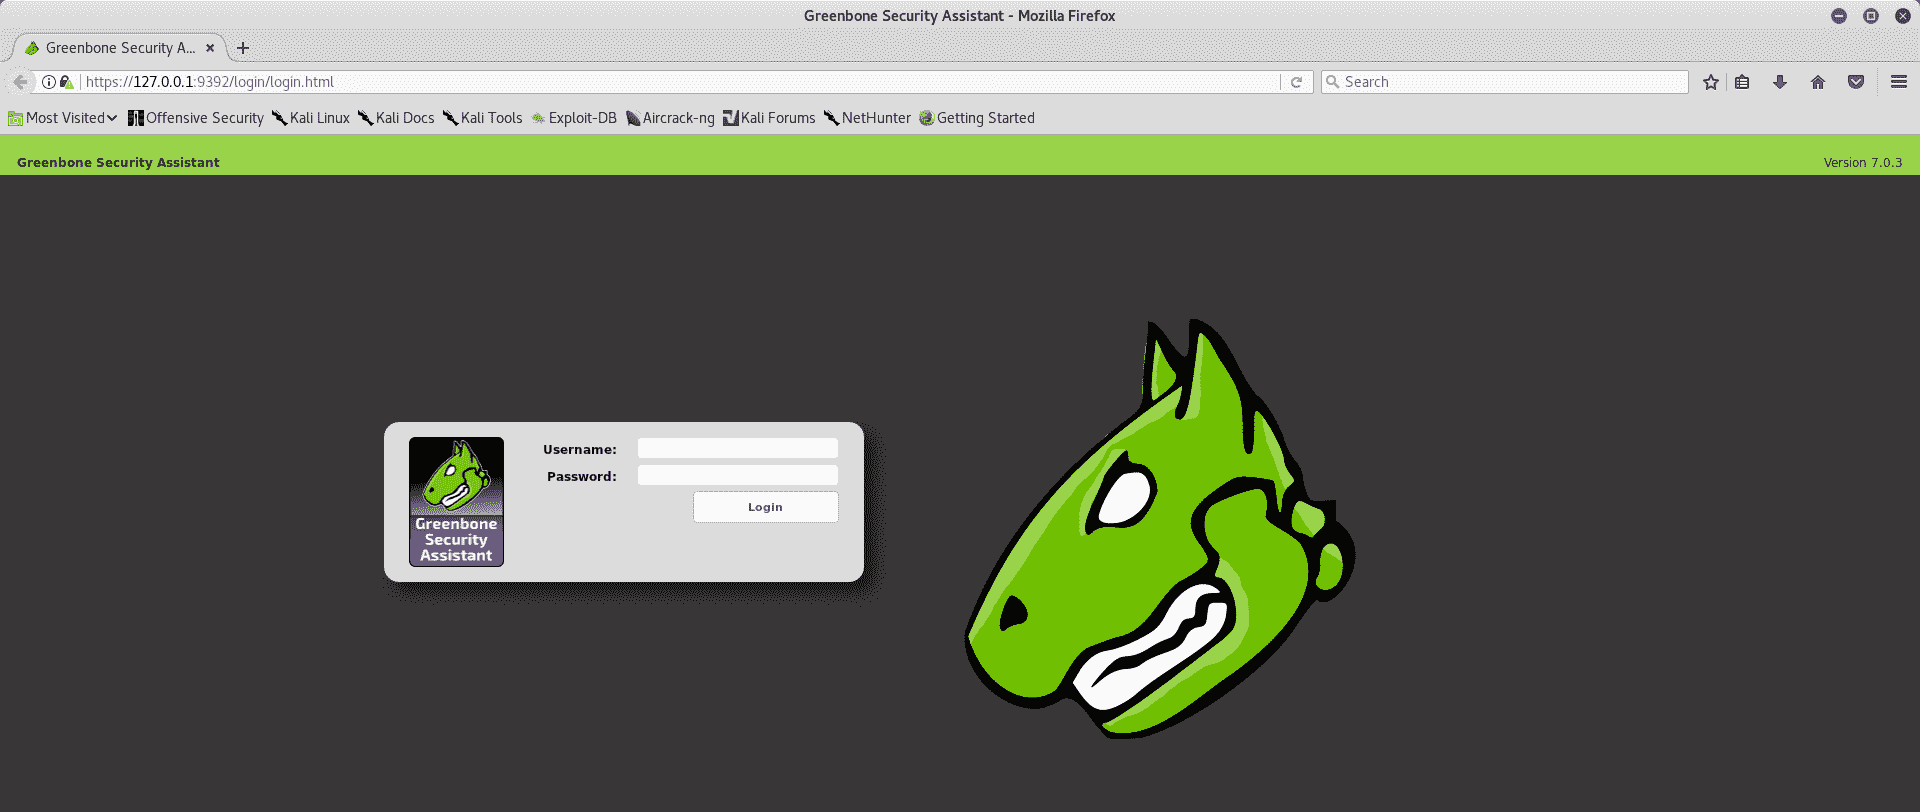 Greenbone Security Assistant - Mozilla Firefox
Greenbone Security A...
https://127.0.0.1:9392/login/login.html
Search
Most Visited Offensive Security Kali Linux Kali Docs Kali Tools Exploit-DB Aircrack-ng Kali Forums NetHunter Getting Started
Greenbone Security Assistant
Version 7.0.3
Greenbone
Security
Assistant
Username:
Password:
Login